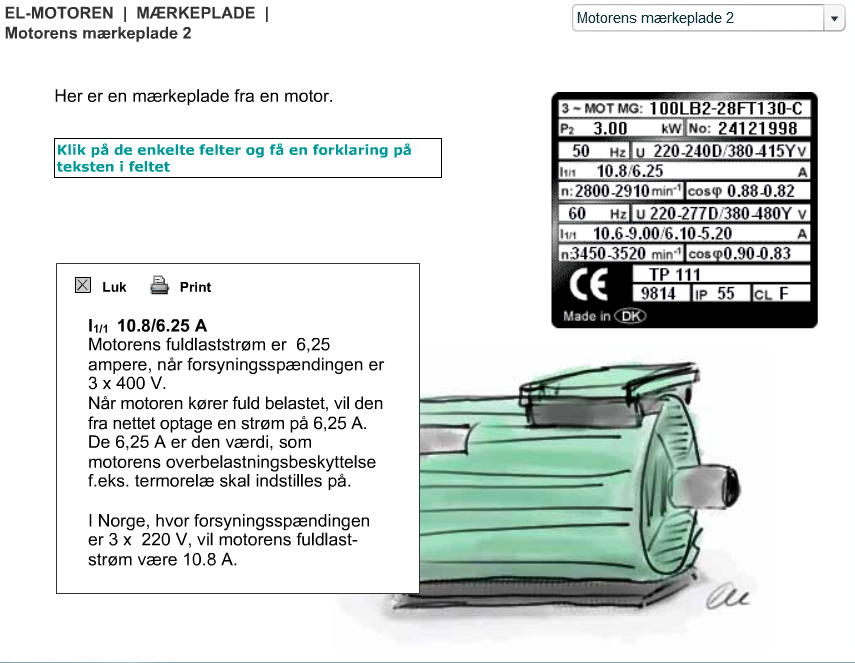 EL-MOTOREN | MÆRKEPLADE |
Motorens mærkeplade 2
Motorens mærkeplade 2
Her er en mærkeplade fra en motor.
Klik på de enkelte felter og få en forklaring på
teksten i feltet
3 ~ MOT MG: 100LB2-28FT130-C
P2 3.00 kW No: 24121998
50 Hz U 220-240D/380-415Y V
I1/1 10.8/6.25 A
n: 2800-2910 min-1 cosφ 0.88-0.82
60 Hz U 220-277D/380-480Y V
I1/1 10.6-9.00/6.10-5.20 A
n:3450-3520 min-1 cosφ0.90-0.83
CE TP 111
9814 IP 55 CL F
Made in DK
Luk Print
I1/1 10.8/6.25 A
Motorens fuldlaststrøm er 6,25
ampere, når forsyningsspændingen er
3 x 400 V.
Når motoren kører fuld belastet, vil den
fra nettet optage en strøm på 6,25 A.
De 6,25 A er den værdi, som
motorens overbelastningsbeskyttelse
f.eks. termorelæ skal indstilles på.
I Norge, hvor forsyningsspændingen
er 3 x 220 V, vil motorens fuldlast-
strøm være 10.8 A.